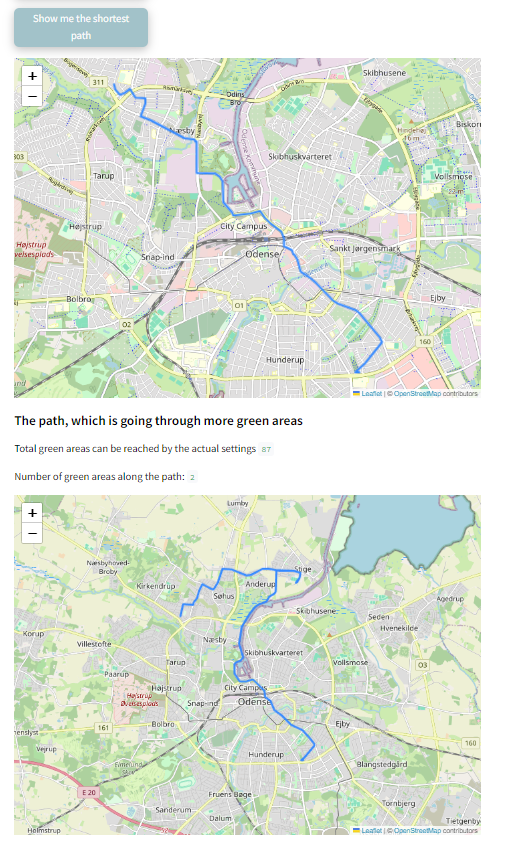 Show me the shortest
path
+
−
311
Skibhusene
Odins
Bro
Næsby
Tarup
Skibhuskvarteret
Vollsmose
303
Højstrup
City Campus
Højstrup
velsesplads
Snap-ind
Odense
Sankt Jørgensmark
Bolbro
O1
Ejby
O2
160
Hunderup
Leaflet | © OpenStreetMap contributors
The path, which is going through more green areas
Total green areas can be reached by the actual settings 87
Number of green areas along the path: 2
+
−
Lumby
Næsbyhoved-
Broby
Kirkendrup
Anderup
Stige
Søhus
Agedrup
Skibhusene
Seden
Hvenekilde
Korup
Næsby
Villestofte
Skibhuskvarteret
Tarup
Vollsmose
O3
Paarup
Højstrup
City Campus
Højstrup
Øvelsesplads
Snap-ind
Odense
161
Bolbro
Ejby
160
Vejrup
Hunderup
Blangstedgård
E 20
Fruens Bøge
Tornbjerg
Sanderum
Dalum
Holmstrup
Leaflet | © OpenStreetMap contributors